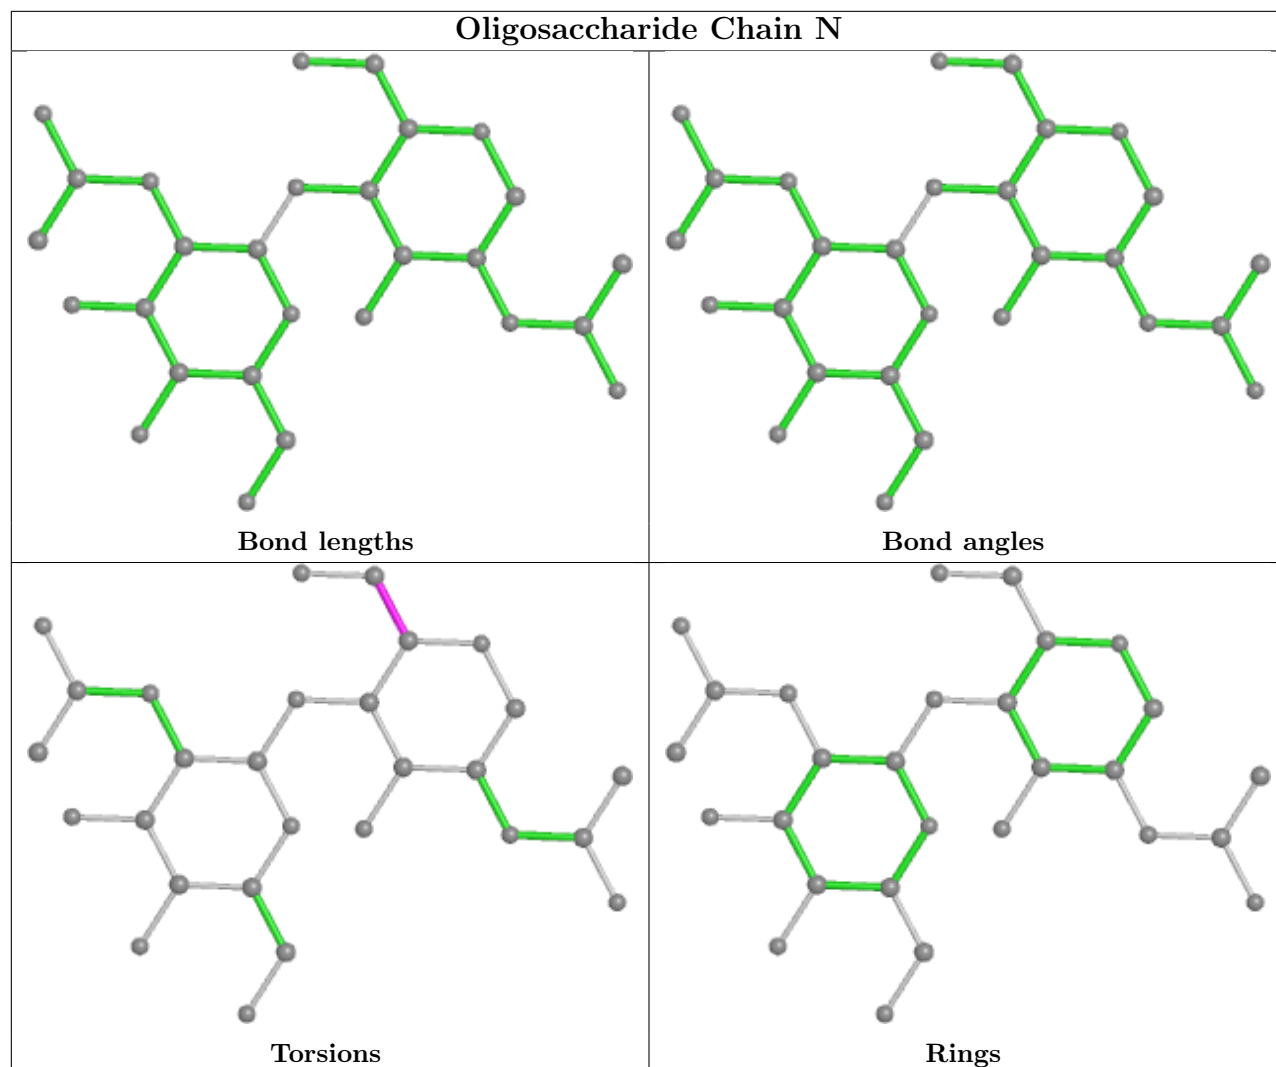 Oligosaccharide Chain N
Bond lengths
Bond angles
Torsions
Rings